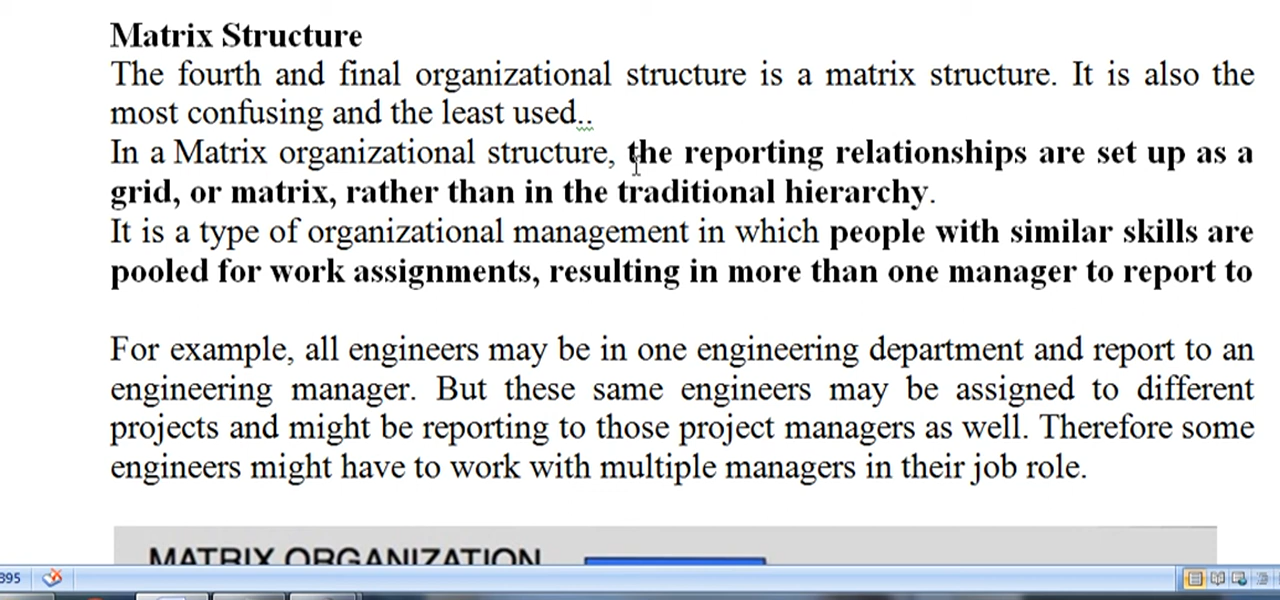 Matrix Structure
The fourth and final organizational structure is a matrix structure. It is also the
most confusing and the least used..
In a Matrix organizational structure, the reporting relationships are set up as a
grid, or matrix, rather than in the traditional hierarchy.
It is a type of organizational management in which people with similar skills are
pooled for work assignments, resulting in more than one manager to report to
For example, all engineers may be in one engineering department and report to an
engineering manager. But these same engineers may be assigned to different
projects and might be reporting to those project managers as well. Therefore some
engineers might have to work with multiple managers in their job role.
MATRIX ORGANIZATION
395